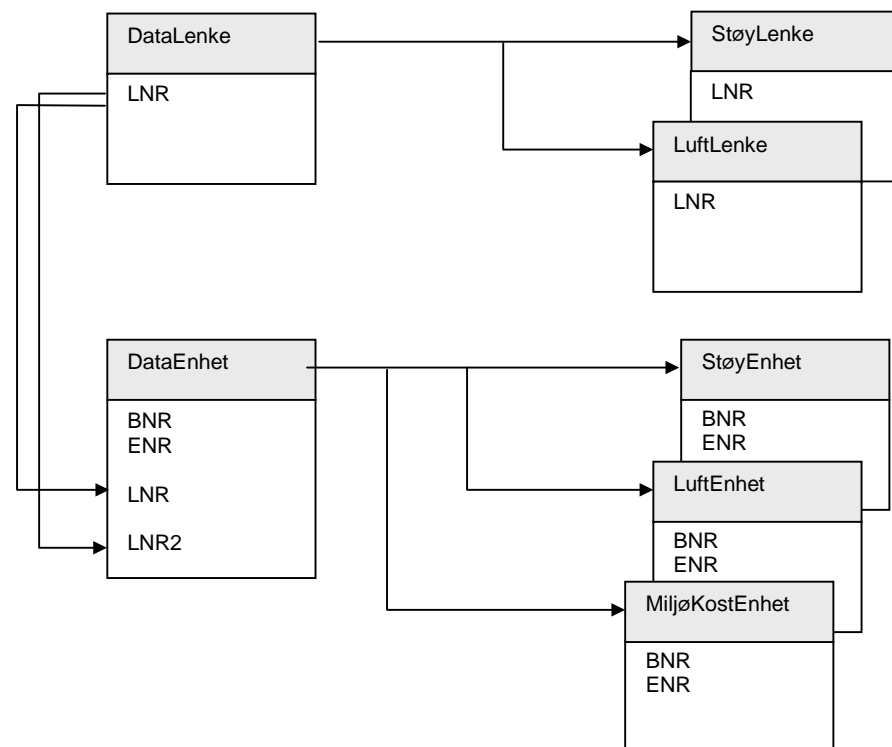 DataLenke
LNR
StøyLenke
LNR
LuftLenke
LNR
DataEnhet
BNR
ENR
LNR
LNR2
StøyEnhet
BNR
ENR
LuftEnhet
BNR
ENR
MiljøKostEnhet
BNR
ENR